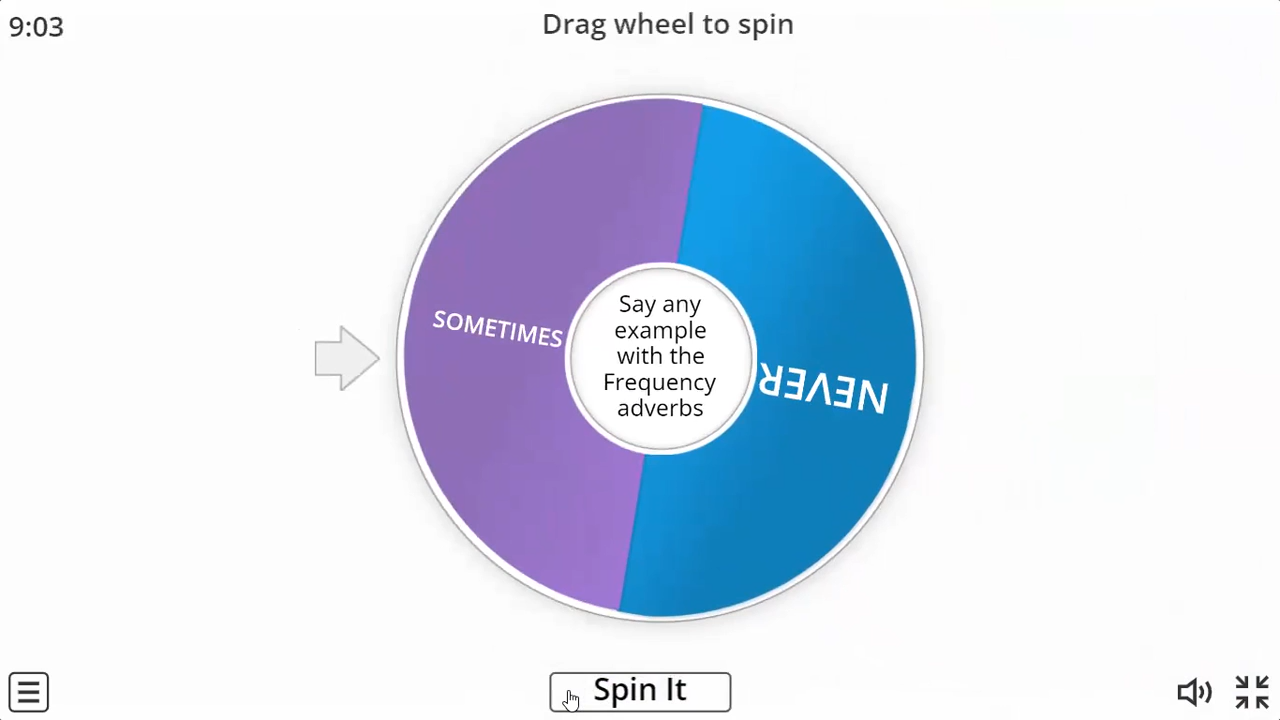 9:03
Drag wheel to spin
SOMETIMES
Say any
example
with the
Frequency
adverbs
NEVER
Spin It